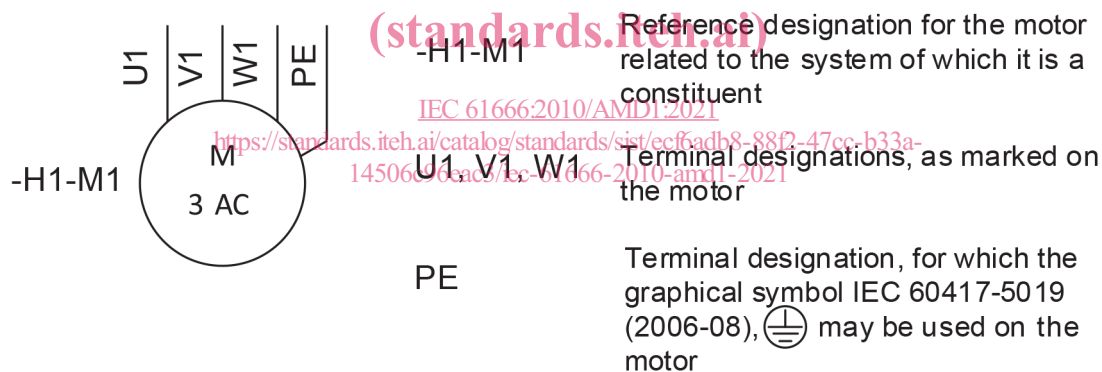 (standards.iteh.ai)
U1
V1
W1
PE
M
3 AC
-H1-M1
-H1-M1
Reference designation for the motor
related to the system of which it is a
constituent
IEC 61666:2010/AMD1:2021
https://standards.iteh.ai/catalog/standards/sist/ecf6adb8-88f2-47cc-b33a-
14506c96eac3/iec-61666-2010-amd1-2021
U1, V1, W1
Terminal designations, as marked on
the motor
PE
Terminal designation, for which the
graphical symbol IEC 60417-5019
(2006-08), may be used on the
motor